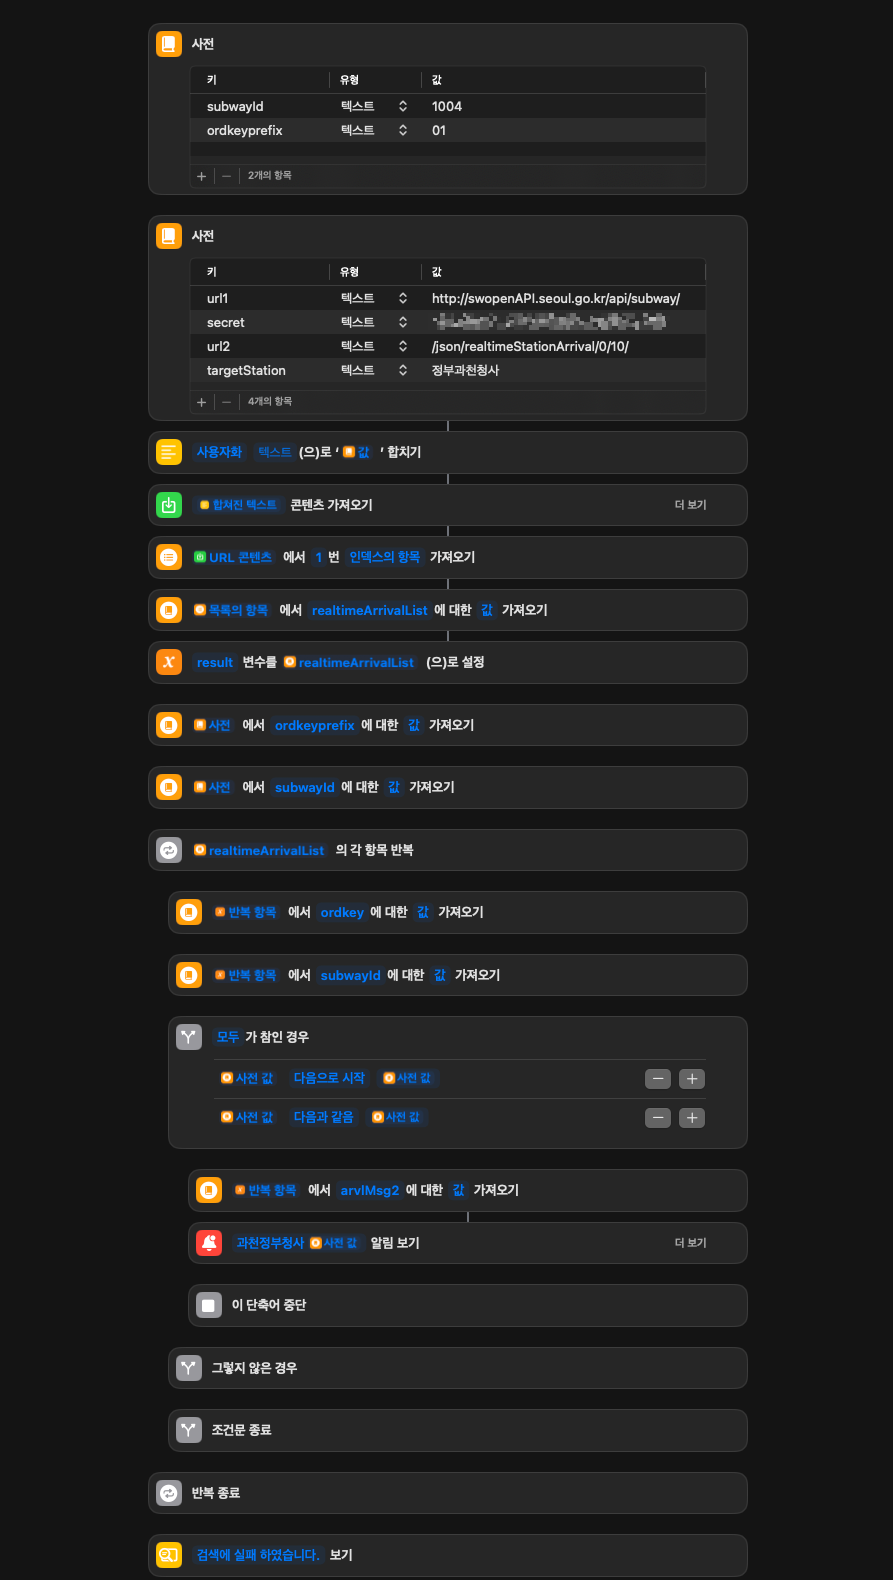 사전
키 유형 값
subwayId 텍스트 1004
ordkeyprefix 텍스트 01
+ − 2개의 항목
사전
키 유형 값
url1 텍스트 http://swopenAPI.seoul.go.kr/api/subway/
secret 텍스트
url2 텍스트 /json/realtimeStationArrival/0/10/
targetStation 텍스트 정부과천청사
+ − 4개의 항목
사용자화 텍스트 (으)로 ‘ 값 ’ 합치기
합쳐진 텍스트 콘텐츠 가져오기 더 보기
URL 콘텐츠 에서 1 번 인덱스의 항목 가져오기
목록의 항목 에서 realtimeArrivalList 에 대한 값 가져오기
result 변수를 realtimeArrivalList (으)로 설정
사전 에서 ordkeyprefix 에 대한 값 가져오기
사전 에서 subwayId 에 대한 값 가져오기
realtimeArrivalList 의 각 항목 반복
반복 항목 에서 ordkey 에 대한 값 가져오기
반복 항목 에서 subwayId 에 대한 값 가져오기
모두 가 참인 경우
사전 값 다음으로 시작 사전 값 − +
사전 값 다음과 같음 사전 값 − +
반복 항목 에서 arvlMsg2 에 대한 값 가져오기
과천정부청사 사전 값 알림 보기 더 보기
이 단축어 중단
그렇지 않은 경우
조건문 종료
반복 종료
검색에 실패 하였습니다. 보기